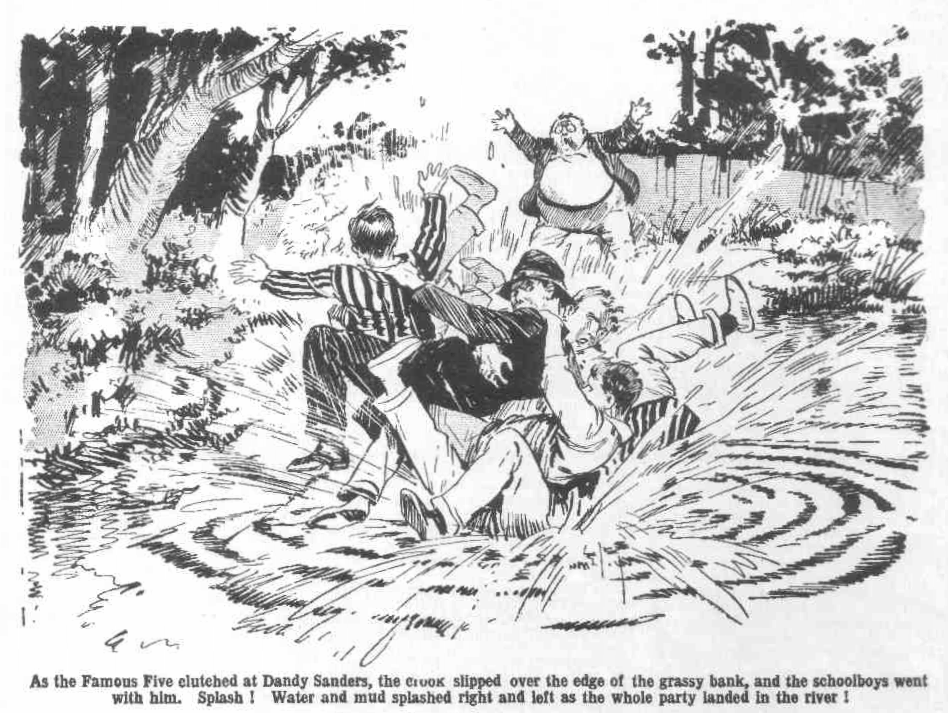 As the Famous Five clutched at Dandy Sanders, the crook slipped over the edge of the grassy bank, and the schoolboys went
with him. Splash ! Water and mud splashed right and left as the whole party landed in the river !